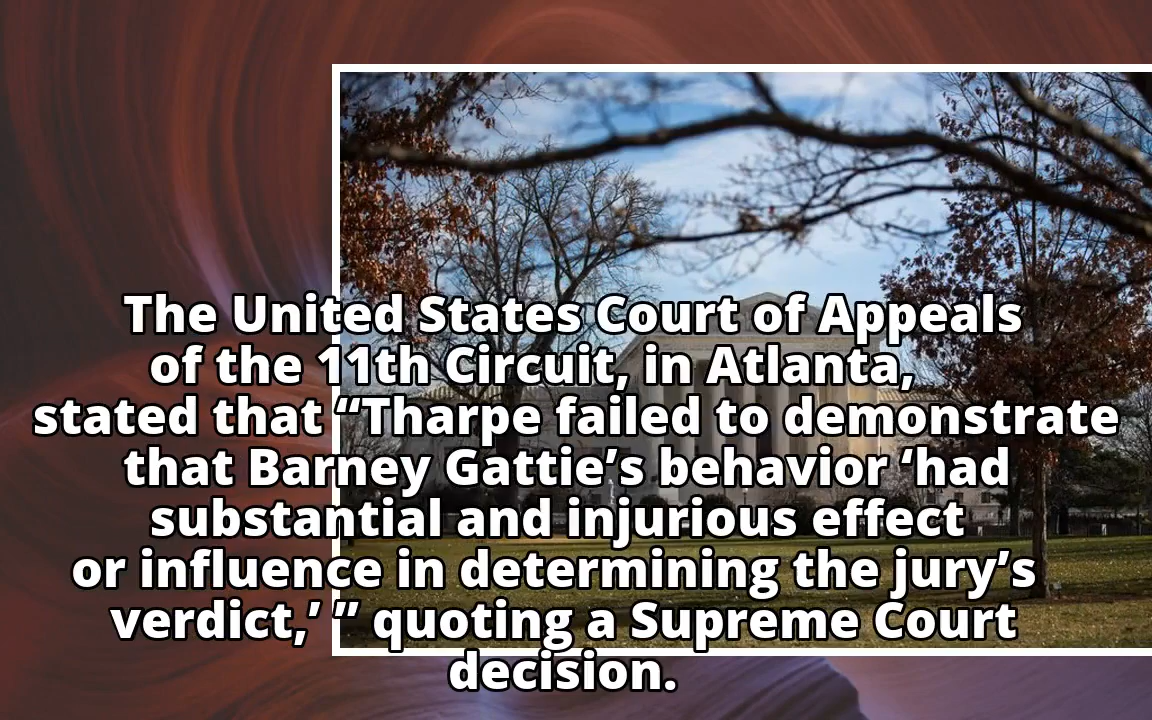 The United States Court of Appeals
of the 11th Circuit, in Atlanta,
stated that “Tharpe failed to demonstrate
that Barney Gattie’s behavior ‘had
substantial and injurious effect
or influence in determining the jury’s
verdict,’ ” quoting a Supreme Court
decision.